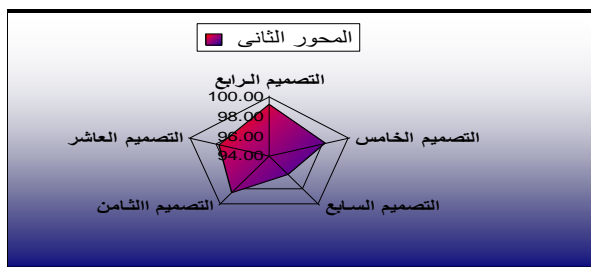 المحور الثانى
التصميم الرابع
100.00
98.00
96.00
94.00
التصميم الخامس
التصميم العاشر
التصميم السابع
التصميم االثامن